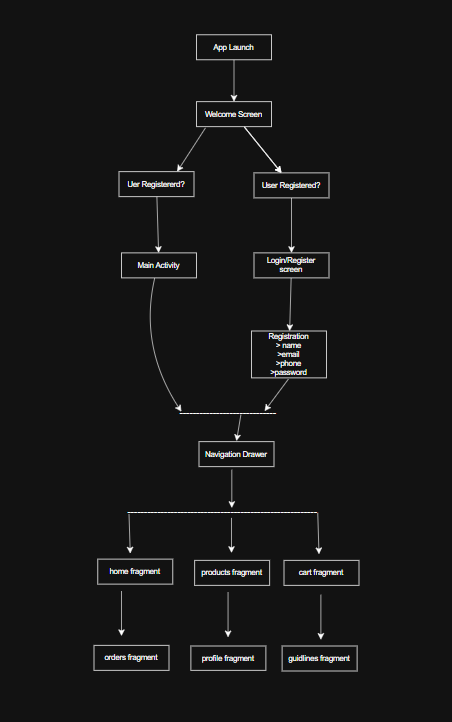 App Launch
Welcome Screen
Uer Registererd?
User Registered?
Main Activity
Login/Register
screen
Registration
> name
>email
>phone
>password
Navigation Drawer
home fragment
products fragment
cart fragment
orders fragment
profile fragment
guidlines fragment